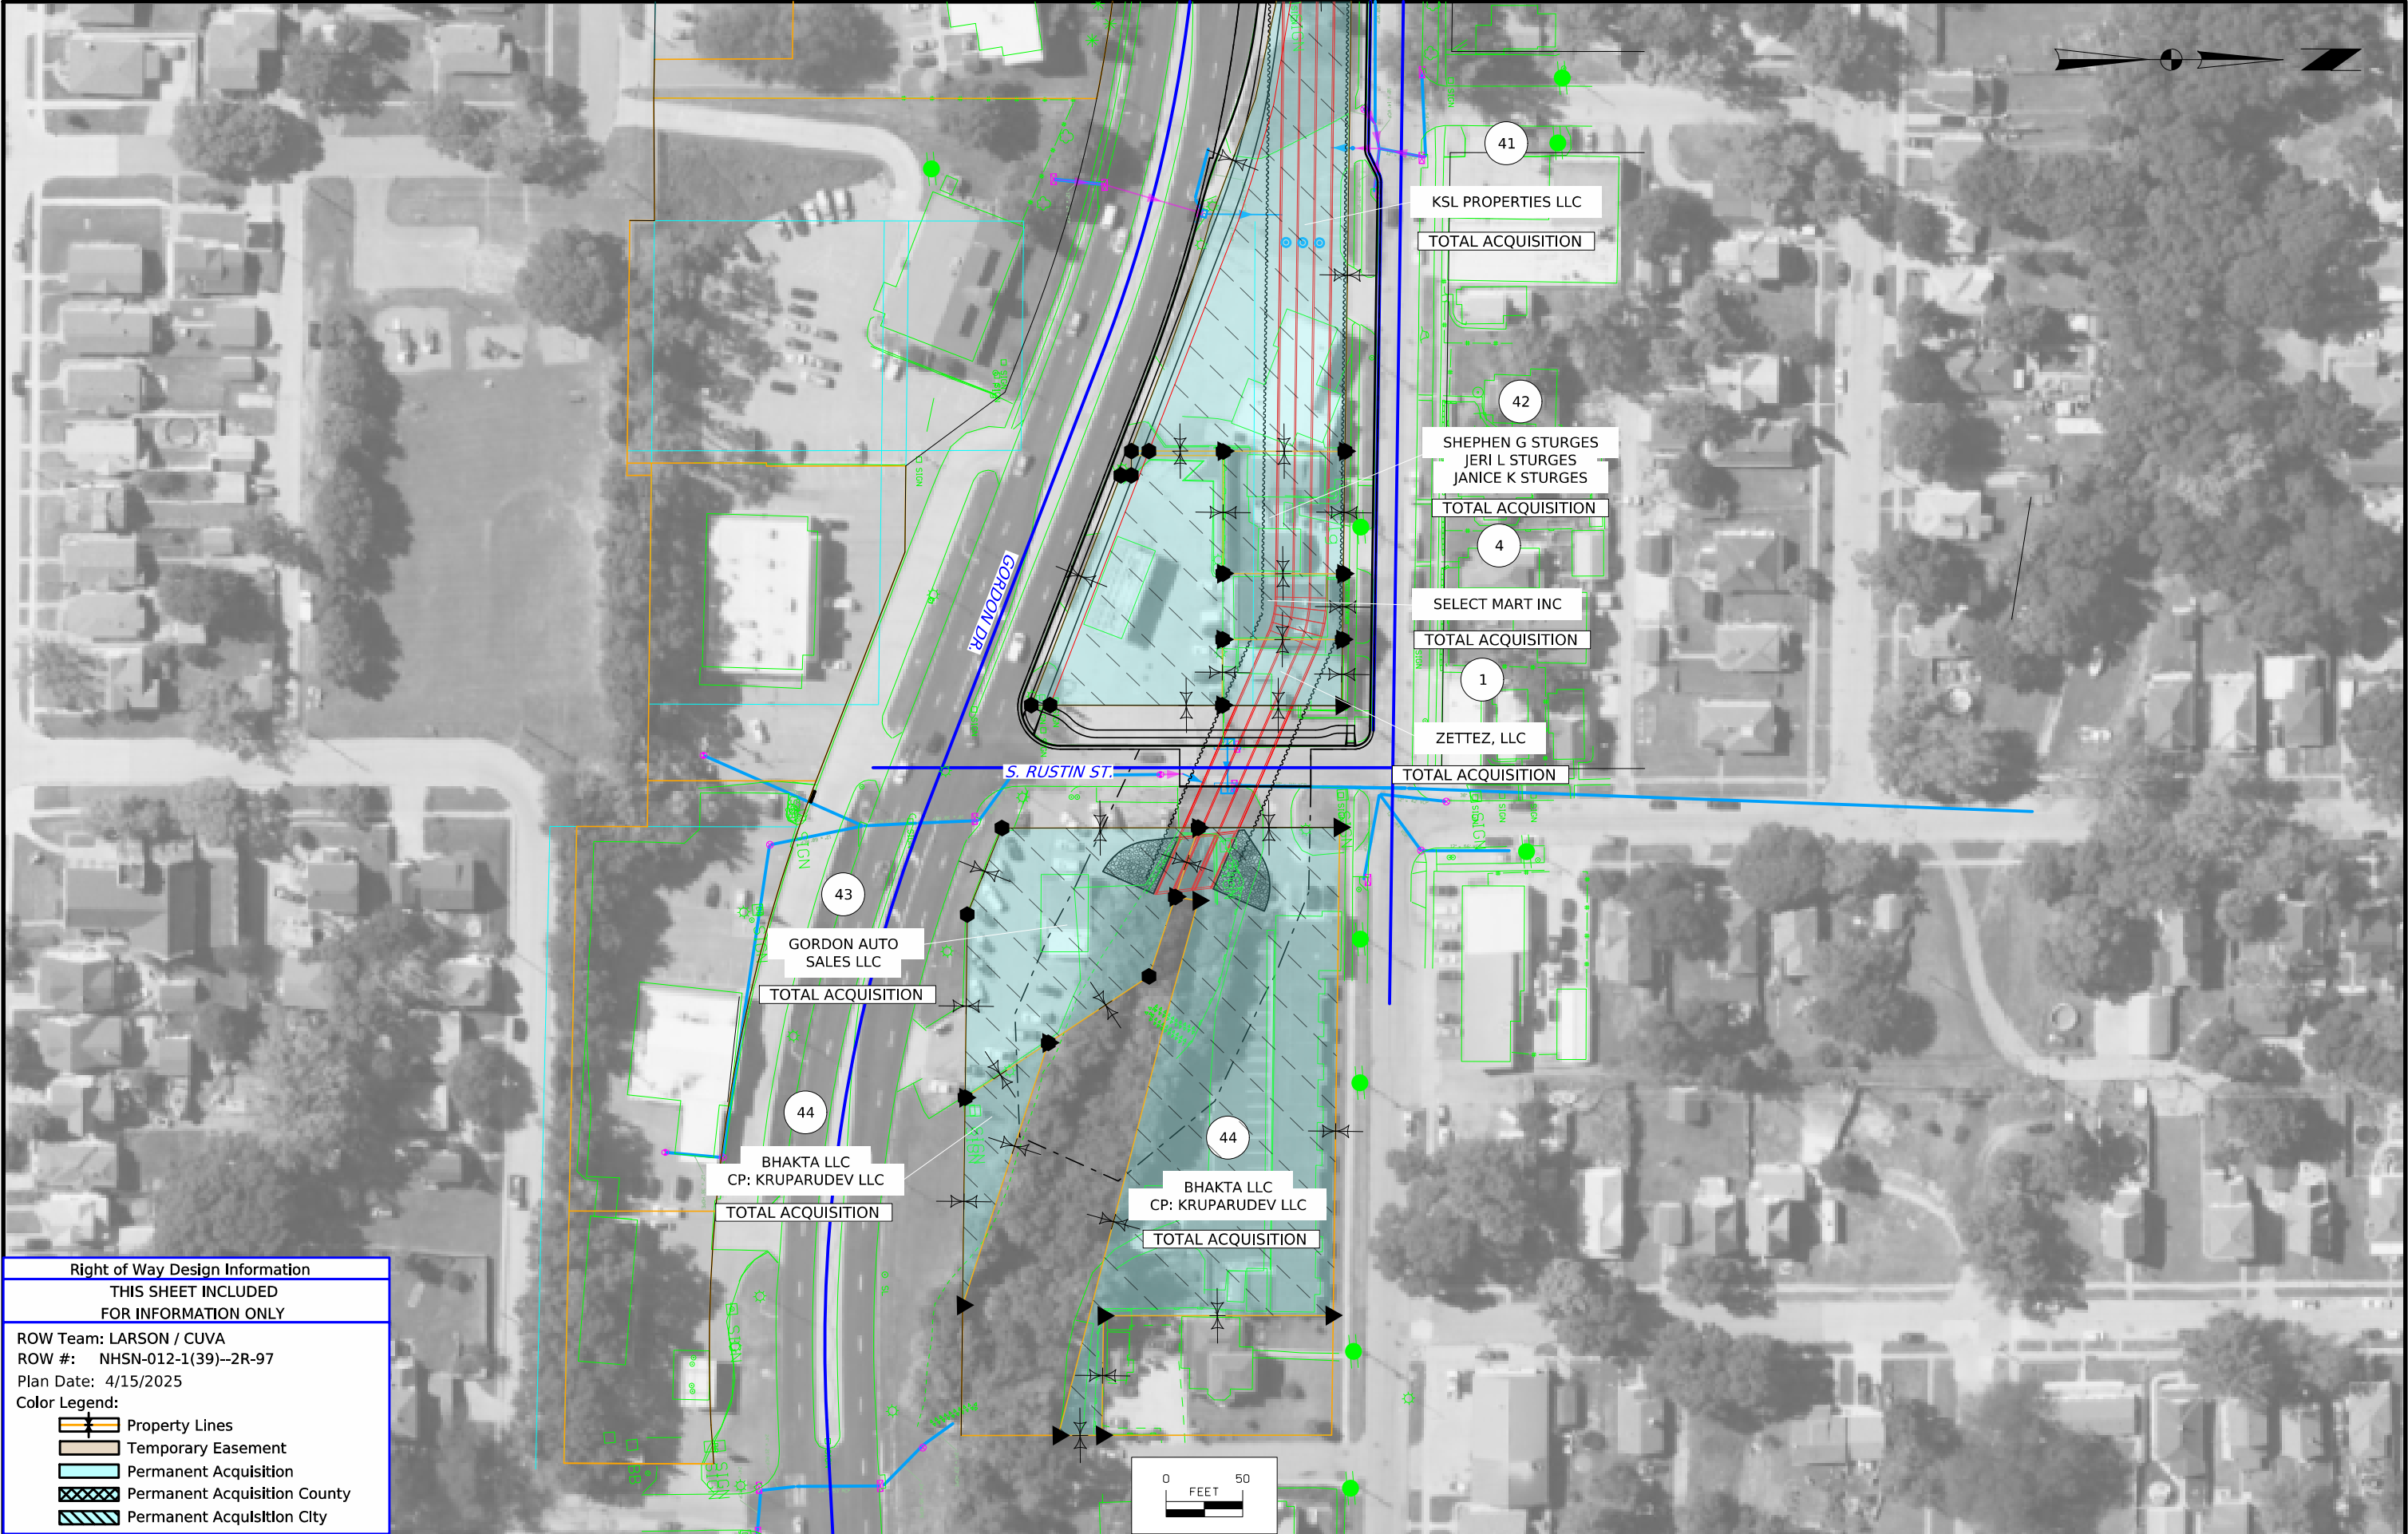 41
KSL PROPERTIES LLC
TOTAL ACQUISITION
42
SHEPHEN G STURGES
JERI L STURGES
JANICE K STURGES
TOTAL ACQUISITION
4
SELECT MART INC
TOTAL ACQUISITION
1
ZETTEZ, LLC
TOTAL ACQUISITION
GORDON DR.
S. RUSTIN ST.
43
GORDON AUTO
SALES LLC
TOTAL ACQUISITION
44
BHAKTA LLC
CP: KRUPARUDEV LLC
TOTAL ACQUISITION
44
BHAKTA LLC
CP: KRUPARUDEV LLC
TOTAL ACQUISITION
SIGN
SIGN
SIGN
Right of Way Design Information
THIS SHEET INCLUDED
FOR INFORMATION ONLY
ROW Team: LARSON / CUVA
ROW #: NHSN-012-1(39)--2R-97
Plan Date: 4/15/2025
Color Legend:
Property Lines
Temporary Easement
Permanent Acquisition
Permanent Acquisition County
Permanent Acquisition City
0 50
FEET